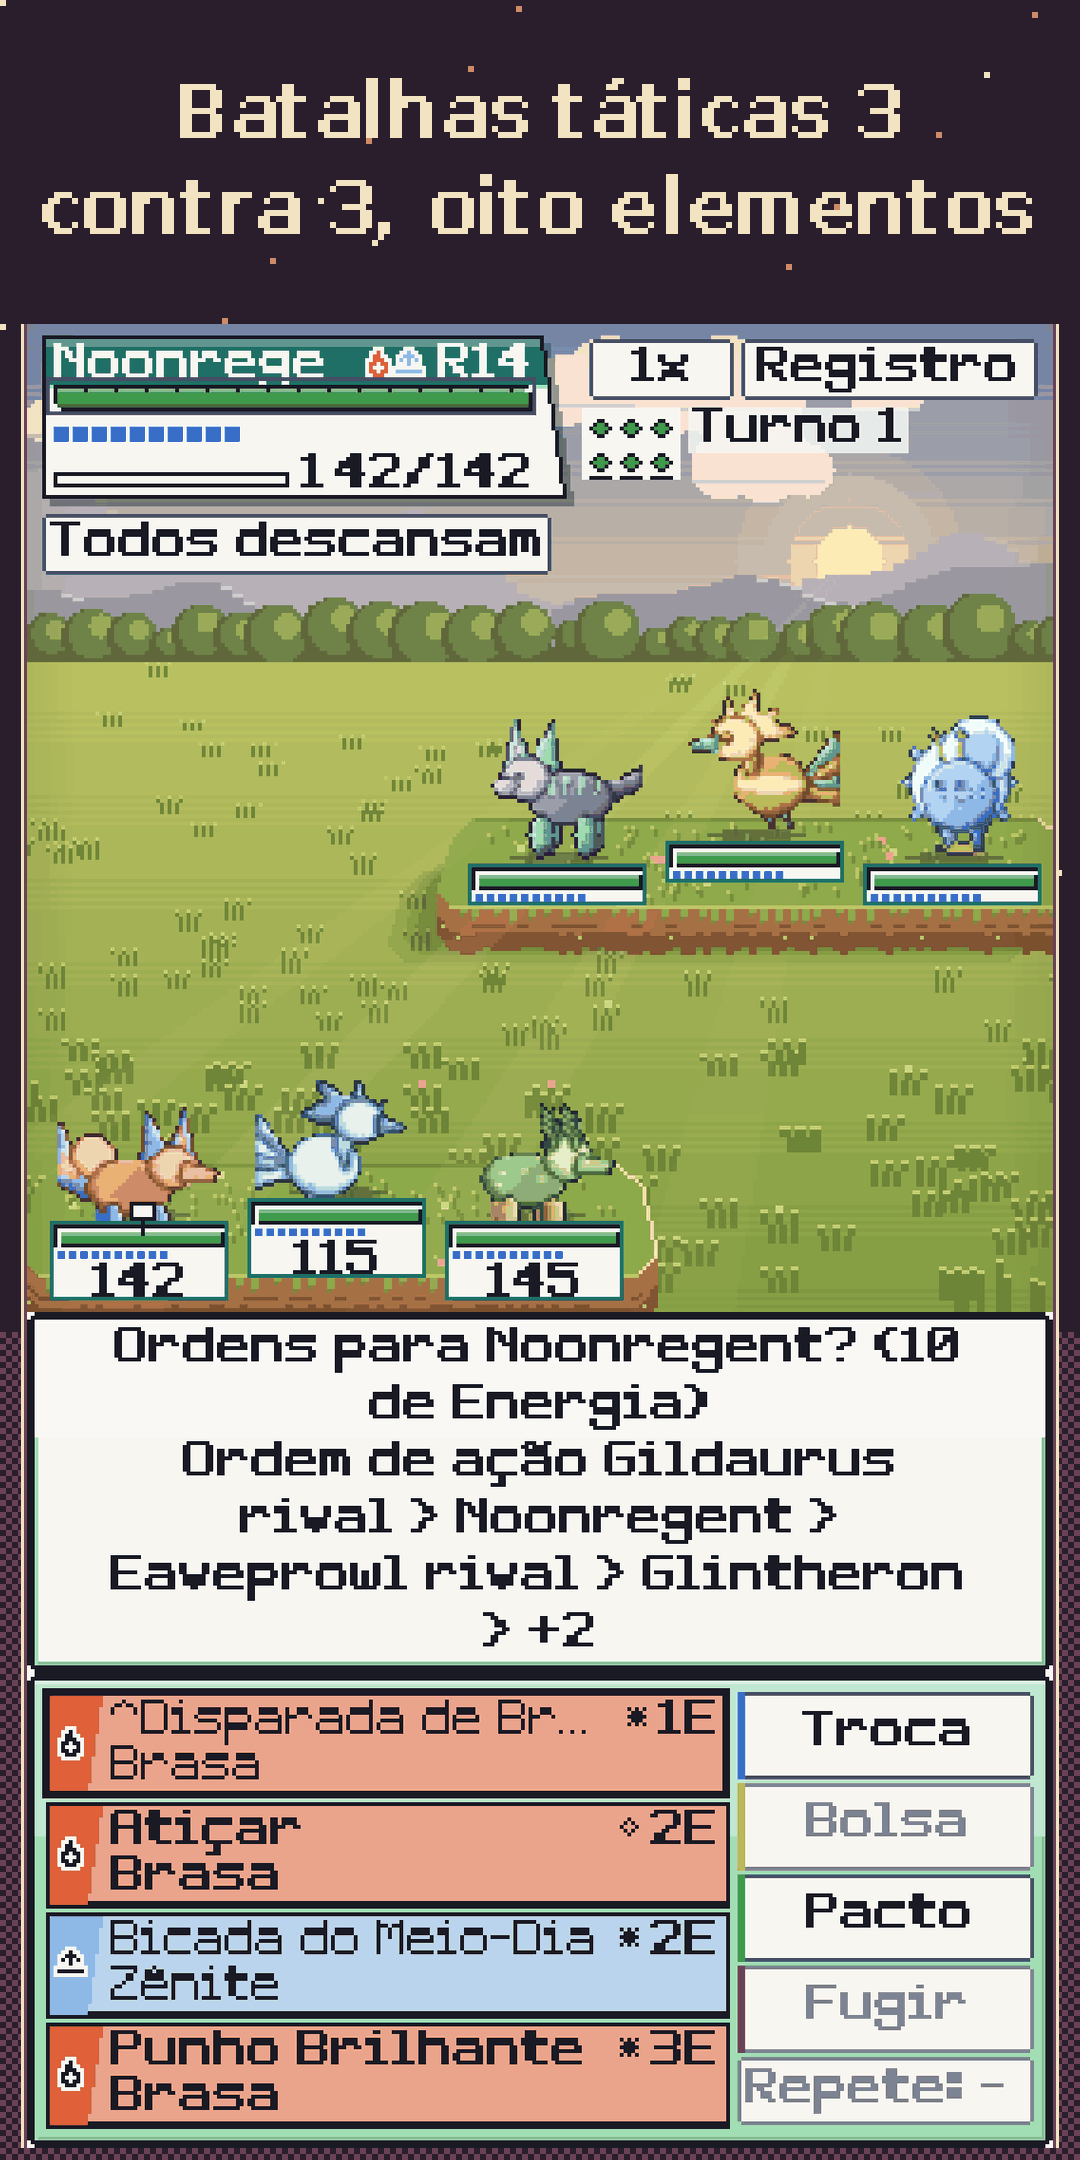 Batalhas táticas 3
contra 3, oito elementos
Noonrege R14
1x
Registro
Turno 1
142/142
Todos descansam
142
115
145
Ordens para Noonregent? (10
de Energia)
Ordem de ação Gildaurus
rival > Noonregent >
Eaveprowl rival > Glintheron
> +2
^Disparada de Br... *1E
Brasa
Atiçar ◇2E
Brasa
Bicada do Meio-Dia *2E
Zênite
Punho Brilhante *3E
Brasa
Troca
Bolsa
Pacto
Fugir
Repete: -